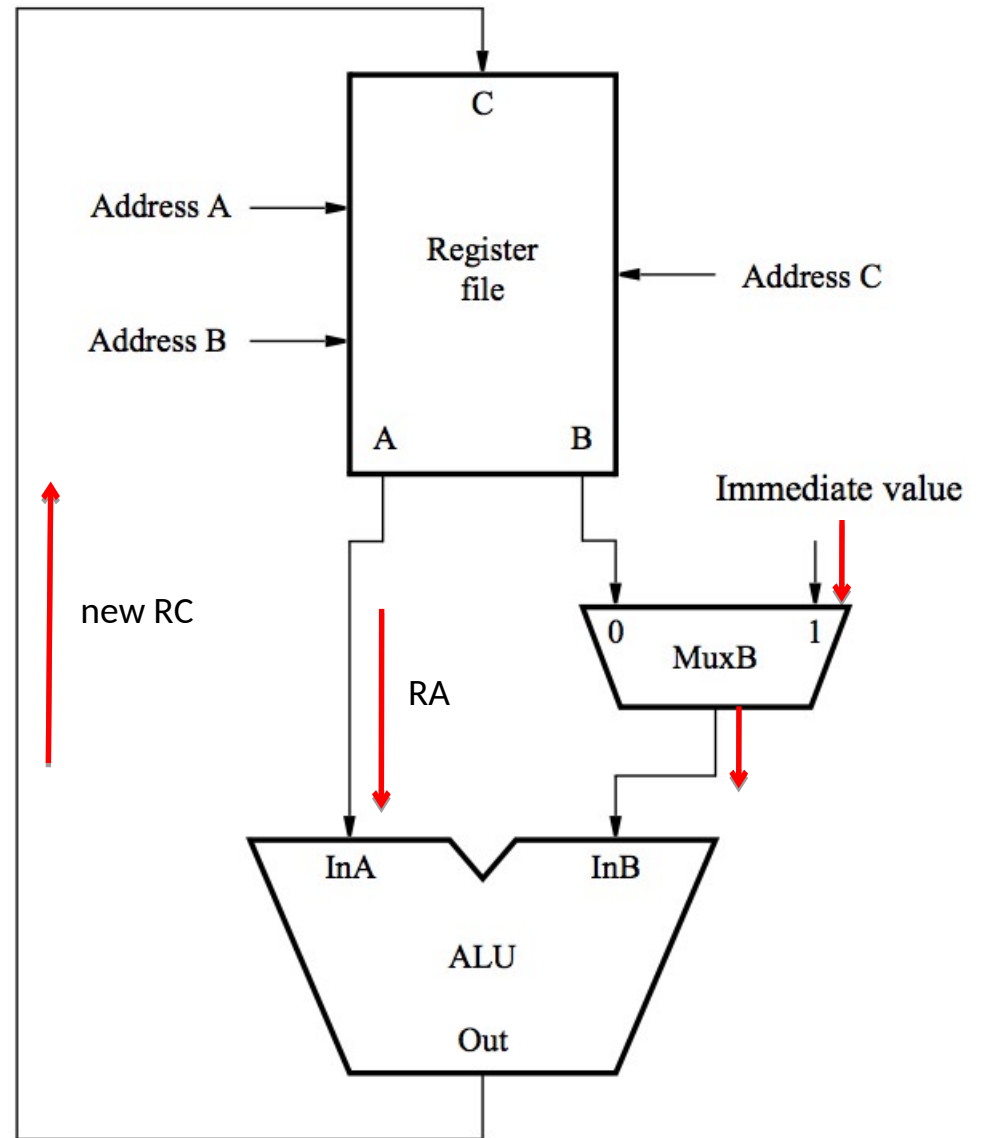 C
Address A
Register
file
Address C
Address B
A
B
Immediate value
new RC
0
1
MuxB
RA
InA
InB
ALU
Out